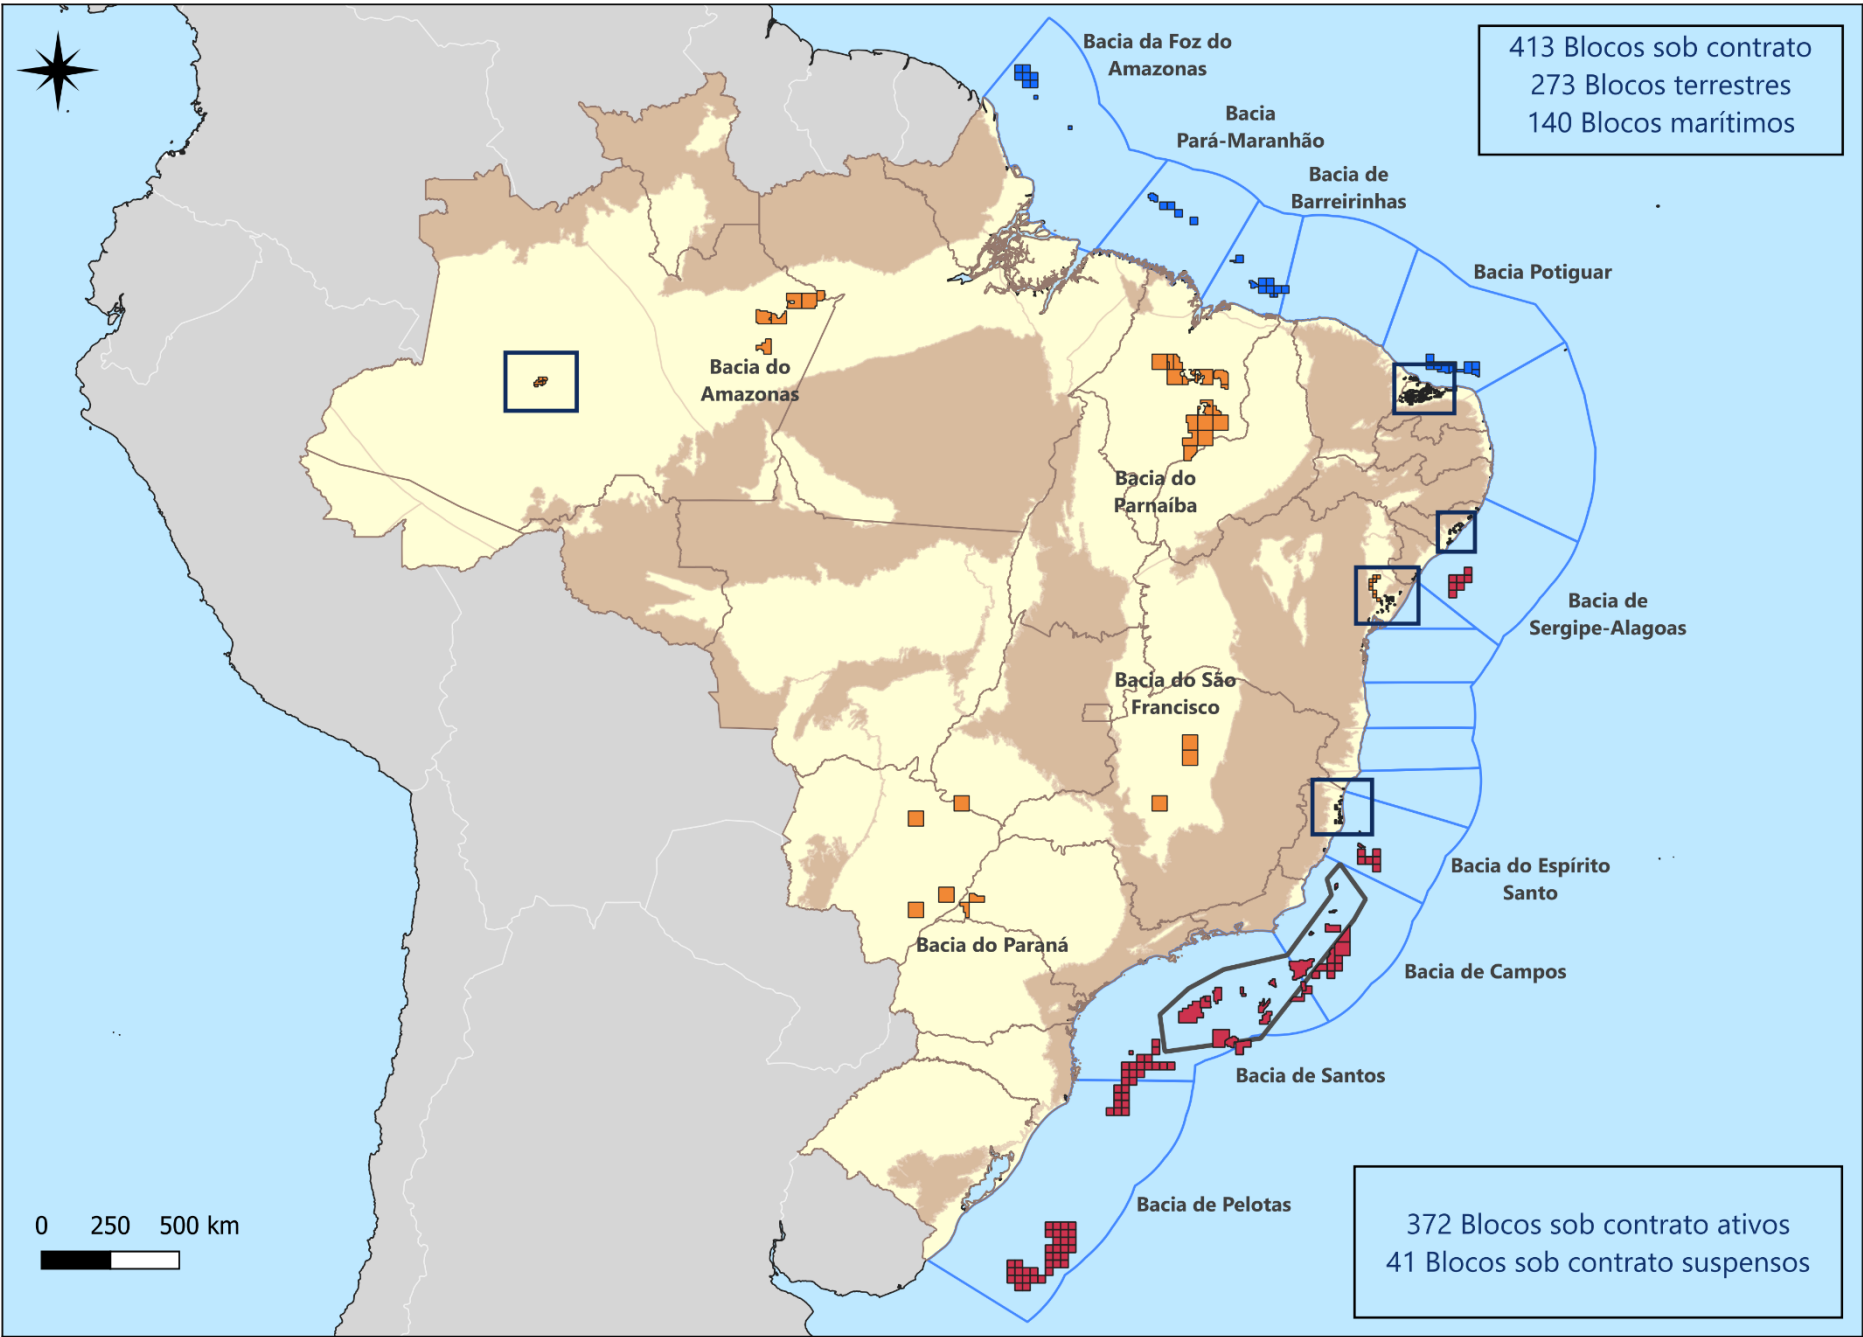 Bacia da Foz do
Amazonas
413 Blocos sob contrato
273 Blocos terrestres
140 Blocos marítimos
Bacia
Pará-Maranhão
Bacia de
Barreirinhas
Bacia Potiguar
Bacia do
Amazonas
Bacia do
Parnaíba
Bacia de
Sergipe-Alagoas
Bacia do São
Francisco
Bacia do Espírito
Santo
Bacia do Paraná
Bacia de Campos
Bacia de Santos
Bacia de Pelotas
0 250 500 km
372 Blocos sob contrato ativos
41 Blocos sob contrato suspensos